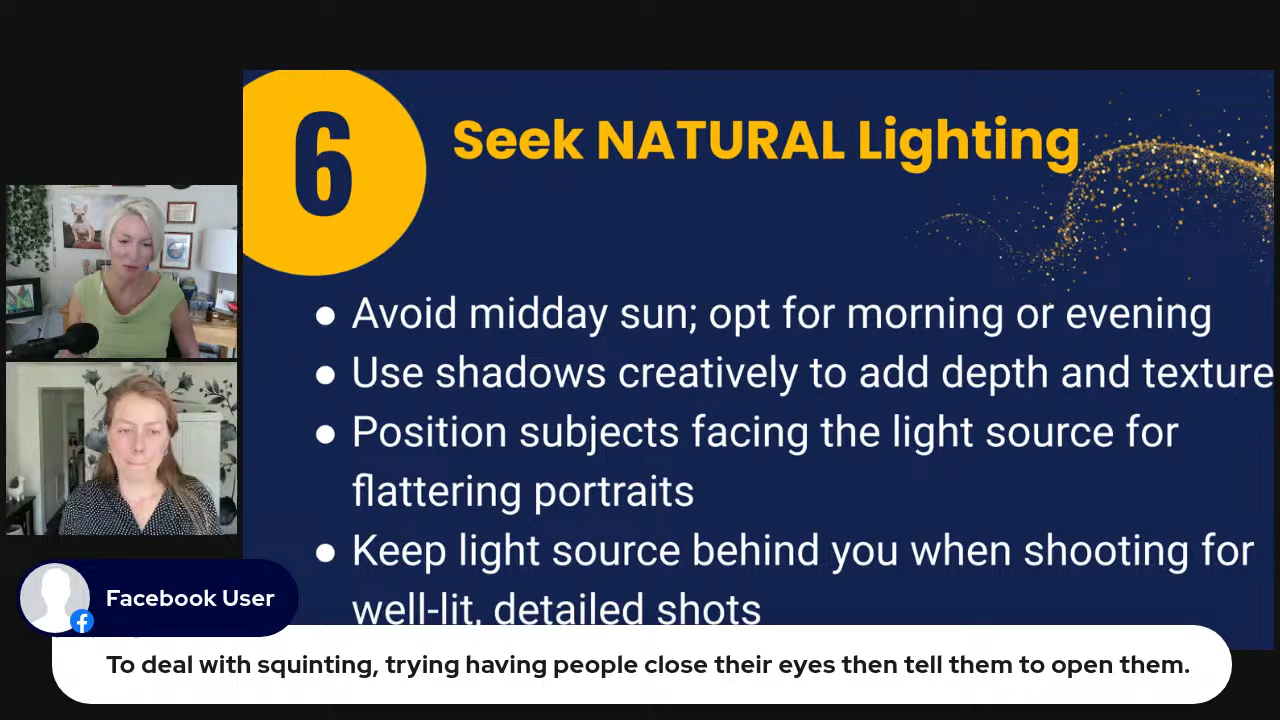 6
Seek NATURAL Lighting
● Avoid midday sun; opt for morning or evening
● Use shadows creatively to add depth and texture
● Position subjects facing the light source for
flattering portraits
● Keep light source behind you when shooting for
well-lit, detailed shots
Facebook User
To deal with squinting, trying having people close their eyes then tell them to open them.